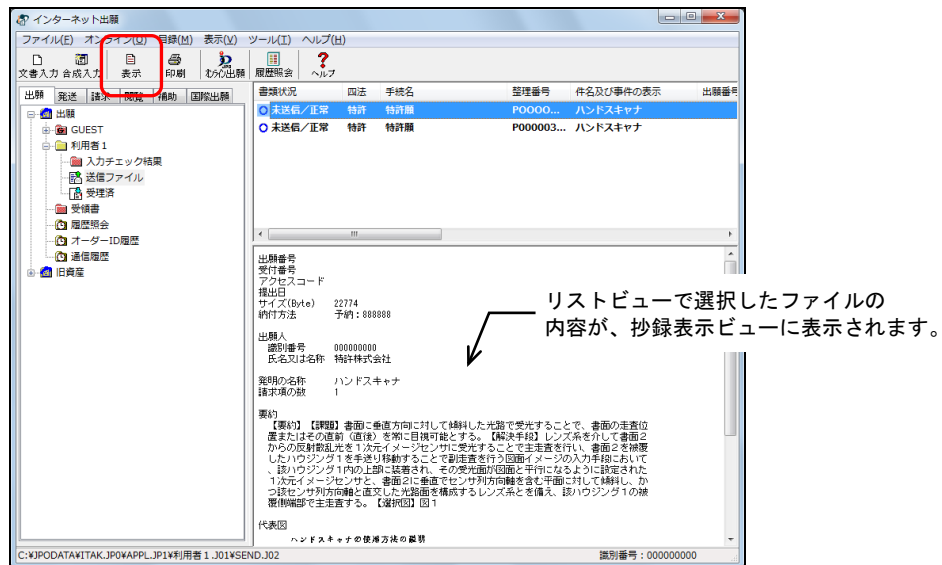 インターネット出願
ファイル(F) オンライン(O) 目録(M) 表示(V) ツール(T) ヘルプ(H)
文書入力 合成入力 表示 印刷 かんたん出願 履歴照会 ヘルプ
出願 発送 請求 閲覧 補助 国際出願
出願
GUEST
利用者1
入力チェック結果
送信ファイル
受理済
受領書
履歴照会
オーダーID履歴
通信履歴
旧資産
書類状況 四法 手続名 整理番号 件名及び事件の表示 出願番号
未送信/正常 特許 特許願 P0000... ハンドスキャナ
未送信/正常 特許 特許願 P000003... ハンドスキャナ
出願番号
受付番号
アクセスコード
提出日
サイズ(Byte) 22774
納付方法 予納:888888
出願人
識別番号 000000000
氏名又は名称 特許株式会社
発明の名称 ハンドスキャナ
請求項の数 1
要約
【要約】【課題】書面に垂直方向に対して傾斜した光路で受光することで、書面の走査位
置またはその直前(直後)を常に目視可能とする。【解決手段】レンズ系を介して書面2
からの反射散乱光を1次元イメージセンサに受光することで主走査を行い、書面2を被覆
したハウジング1を手送り移動することで副走査を行う図面イメージの入力手段において
、該ハウジング1内の上部に装着され、その受光面が図面と平行になるように設定された
1次元イメージセンサと、書面2に垂直でセンサ列方向軸を含む平面に対して傾斜し、か
つ該センサ列方向軸と直交した光路面を構成するレンズ系とを備え、該ハウジング1の被
覆側端部で主走査する。【選択図】図1
代表図
ハンドスキャナの使用方法の説明
リストビューで選択したファイルの
内容が、抄録表示ビューに表示されます。
C:¥JPODATA¥ITAK.JP0¥APPL.JP1¥利用者1.J01¥SEND.J02 識別番号:000000000